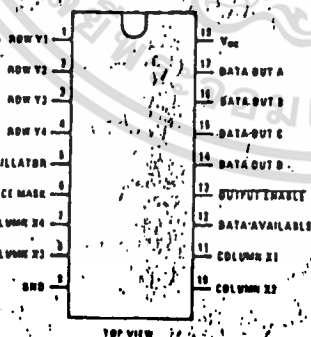 ROW Y1 1 18 Vcc
ROW Y2 2 17 DATA OUT A
ROW Y3 3 16 DATA OUT B
ROW Y4 4 15 DATA OUT C
ILLATOR 5 14 DATA OUT D
CE MASK 6 13 OUTPUT ENABLE
LUMN X4 7 12 DATA AVAILABLE
LUMN X3 8 11 COLUMN X1
GND 9 10 COLUMN X2
TOP VIEW